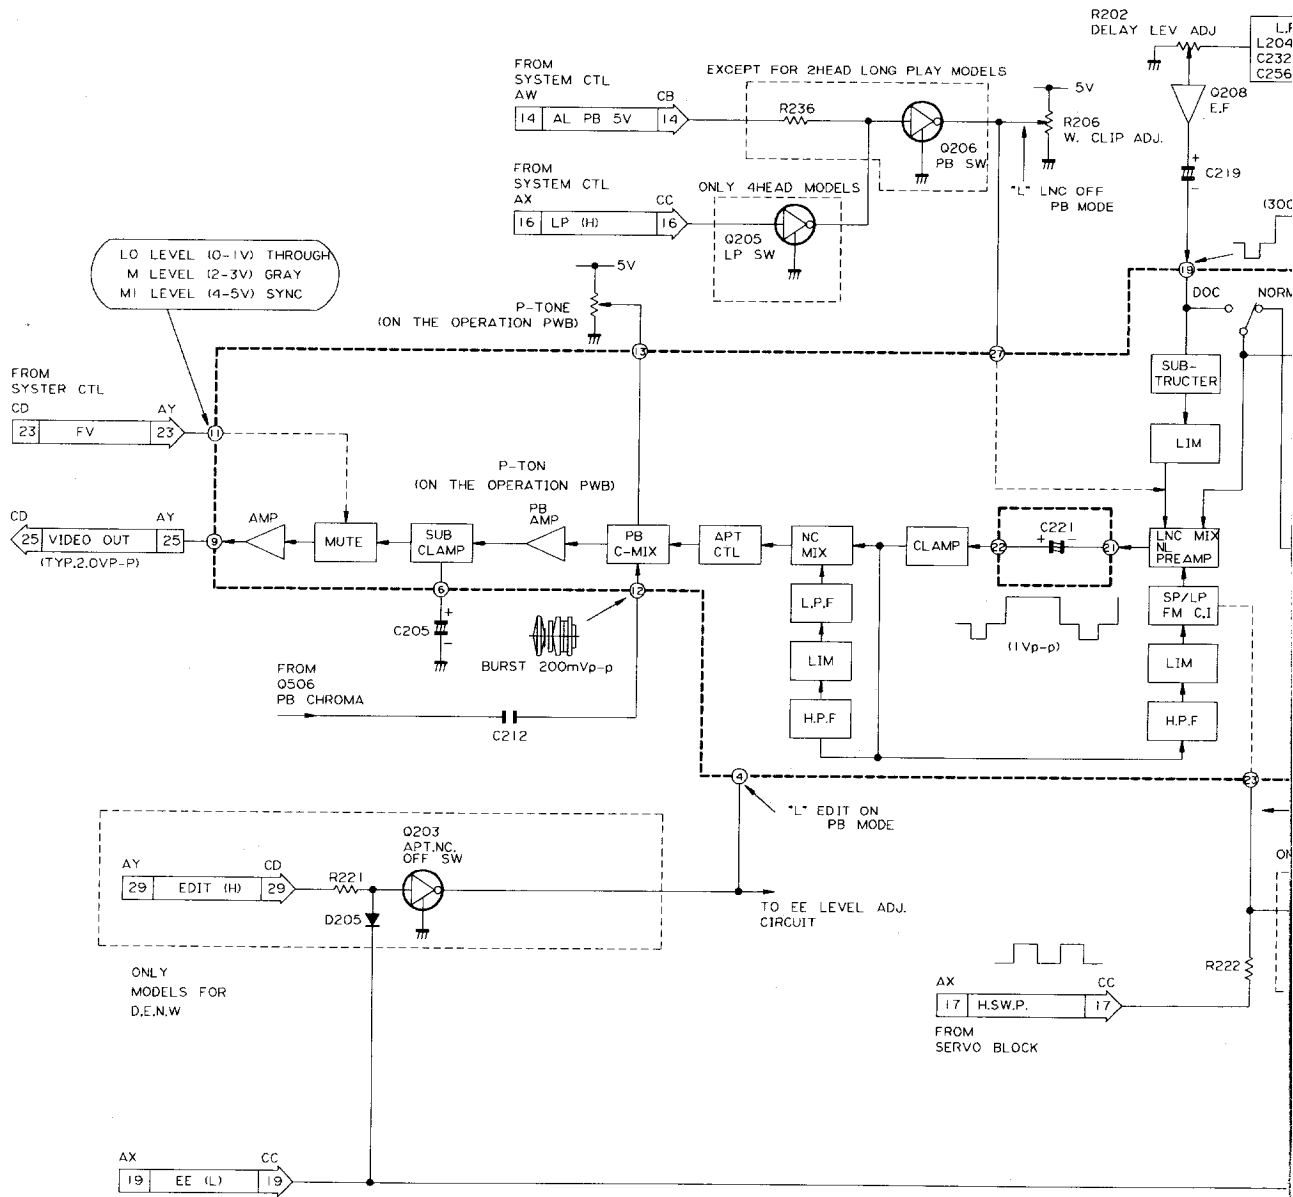 R202
DELAY LEV ADJ
L204
C232
C256
Q208
E.F
C219
FROM
SYSTEM CTL
AW
CB
14 AL PB 5V 14
EXCEPT FOR 2HEAD LONG PLAY MODELS
R236
Q206
PB SW
5V
R206
W. CLIP ADJ.
"L" LNC OFF
PB MODE
FROM
SYSTEM CTL
AX
CC
16 LP (H) 16
ONLY 4HEAD MODELS
Q205
LP SW
(300
LO LEVEL (0-1V) THROUGH
M LEVEL (2-3V) GRAY
MI LEVEL (4-5V) SYNC
5V
P-TONE
(ON THE OPERATION PWB)
19
DOC
NORM
13
27
FROM
SYSTER CTL
CD
AY
23 FV 23
11
SUB-
TRUCTER
LIM
P-TON
(ON THE OPERATION PWB)
CD
AY
25 VIDEO OUT 25
(TYP.2.0VP-P)
9
AMP
MUTE
SUB
CLAMP
PB
AMP
PB
C-MIX
APT
CTL
NC
MIX
CLAMP
22
C221
+ -
21
LNC MIX
NL
PREAMP
SP/LP
FM C.I
LIM
H.P.F
L.P.F
LIM
H.P.F
(1Vp-p)
6
C205
+
-
12
BURST 200mVp-p
FROM
Q506
PB CHROMA
C212
4
23
"L" EDIT ON
PB MODE
Q203
APT.NC.
OFF SW
AY
CD
29 EDIT (H) 29
R221
D205
TO EE LEVEL ADJ.
CIRCUIT
ONLY
MODELS FOR
D,E,N,W
R222
AX
CC
17 H.SW.P. 17
FROM
SERVO BLOCK
AX
CC
19 EE (L) 19